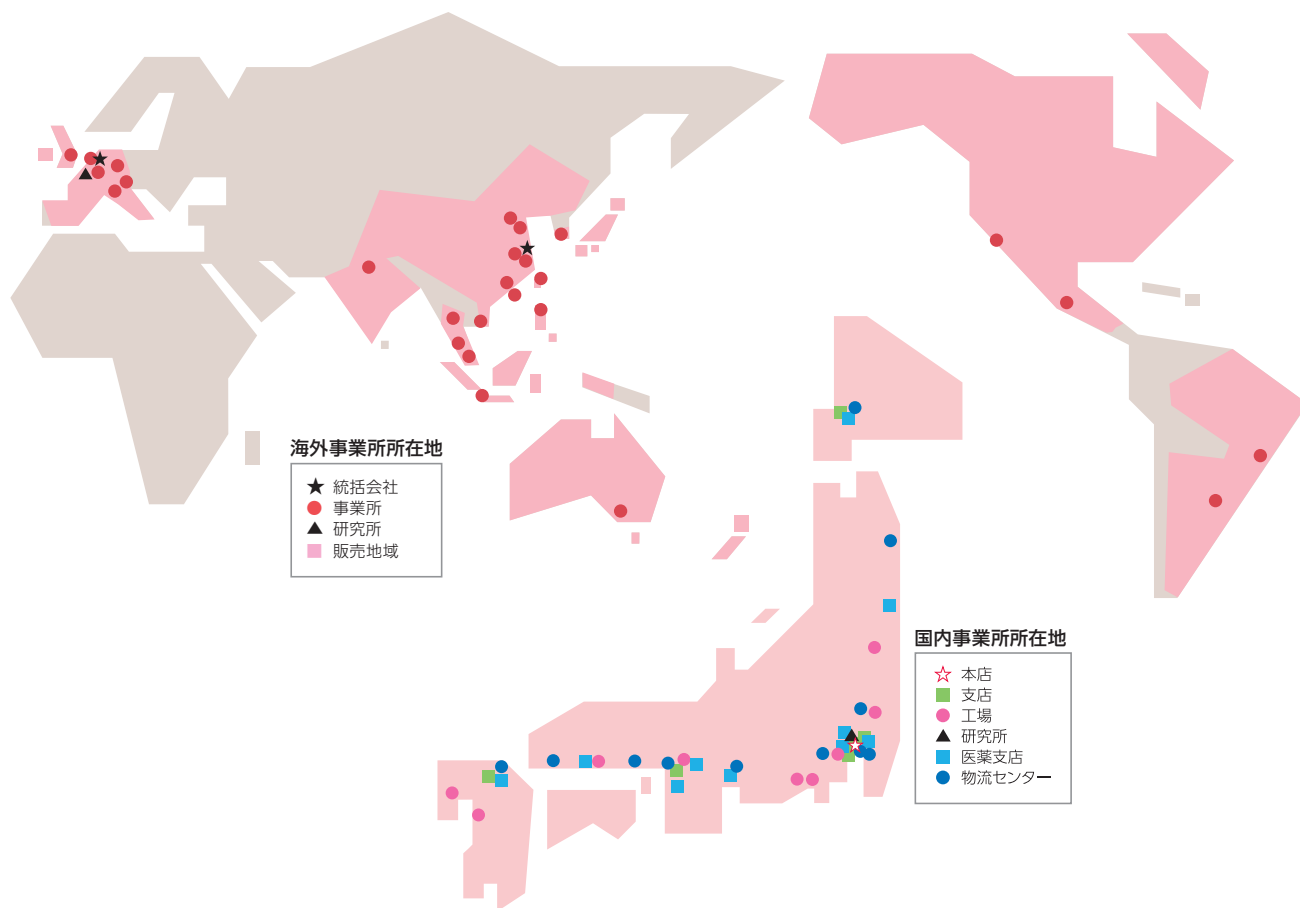 海外事業所所在地
統括会社
事業所
研究所
販売地域
国内事業所所在地
本店
支店
工場
研究所
医薬支店
物流センター